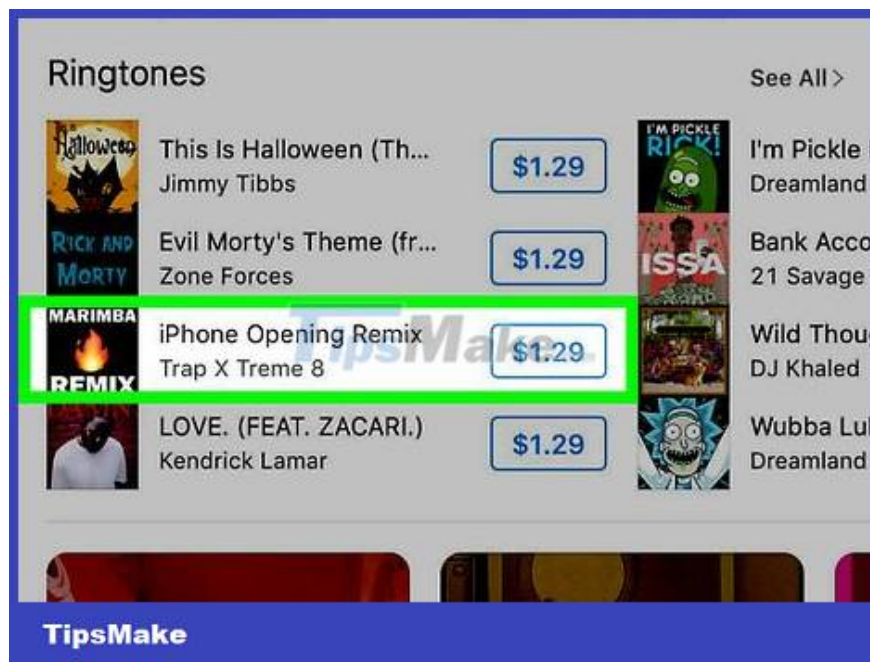 Ringtones
See All >
Halloween
This Is Halloween (Th...
Jimmy Tibbs
$1.29
I'M PICKLE
RICK!
I'm Pickle
Dreamland
RICK AND
MORTY
Evil Morty's Theme (fr...
Zone Forces
$1.29
ISSA
Bank Acco
21 Savage
MARIMBA
REMIX
iPhone Opening Remix
Trap X Treme 8
$1.29
TipsMake
Wild Thou
DJ Khaled
DAMN.
LOVE. (FEAT. ZACARI.)
Kendrick Lamar
$1.29
Wubba Lu
Dreamland
TipsMake